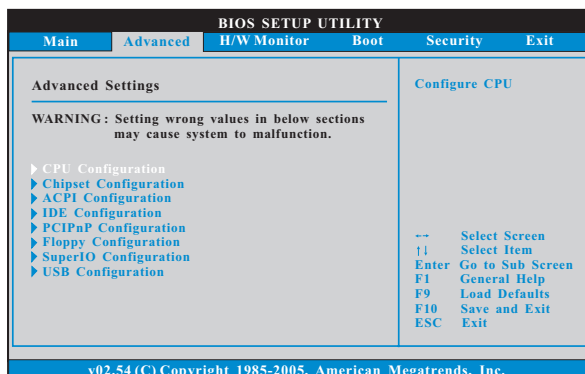 BIOS SETUP UTILITY
Main Advanced H/W Monitor Boot Security Exit
Advanced Settings
WARNING : Setting wrong values in below sections
may cause system to malfunction.
CPU Configuration
Chipset Configuration
ACPI Configuration
IDE Configuration
PCIPnP Configuration
Floppy Configuration
SuperIO Configuration
USB Configuration
Configure CPU
←→ Select Screen
↑↓ Select Item
Enter Go to Sub Screen
F1 General Help
F9 Load Defaults
F10 Save and Exit
ESC Exit
v02.54 (C) Copyright 1985-2005, American Megatrends, Inc.